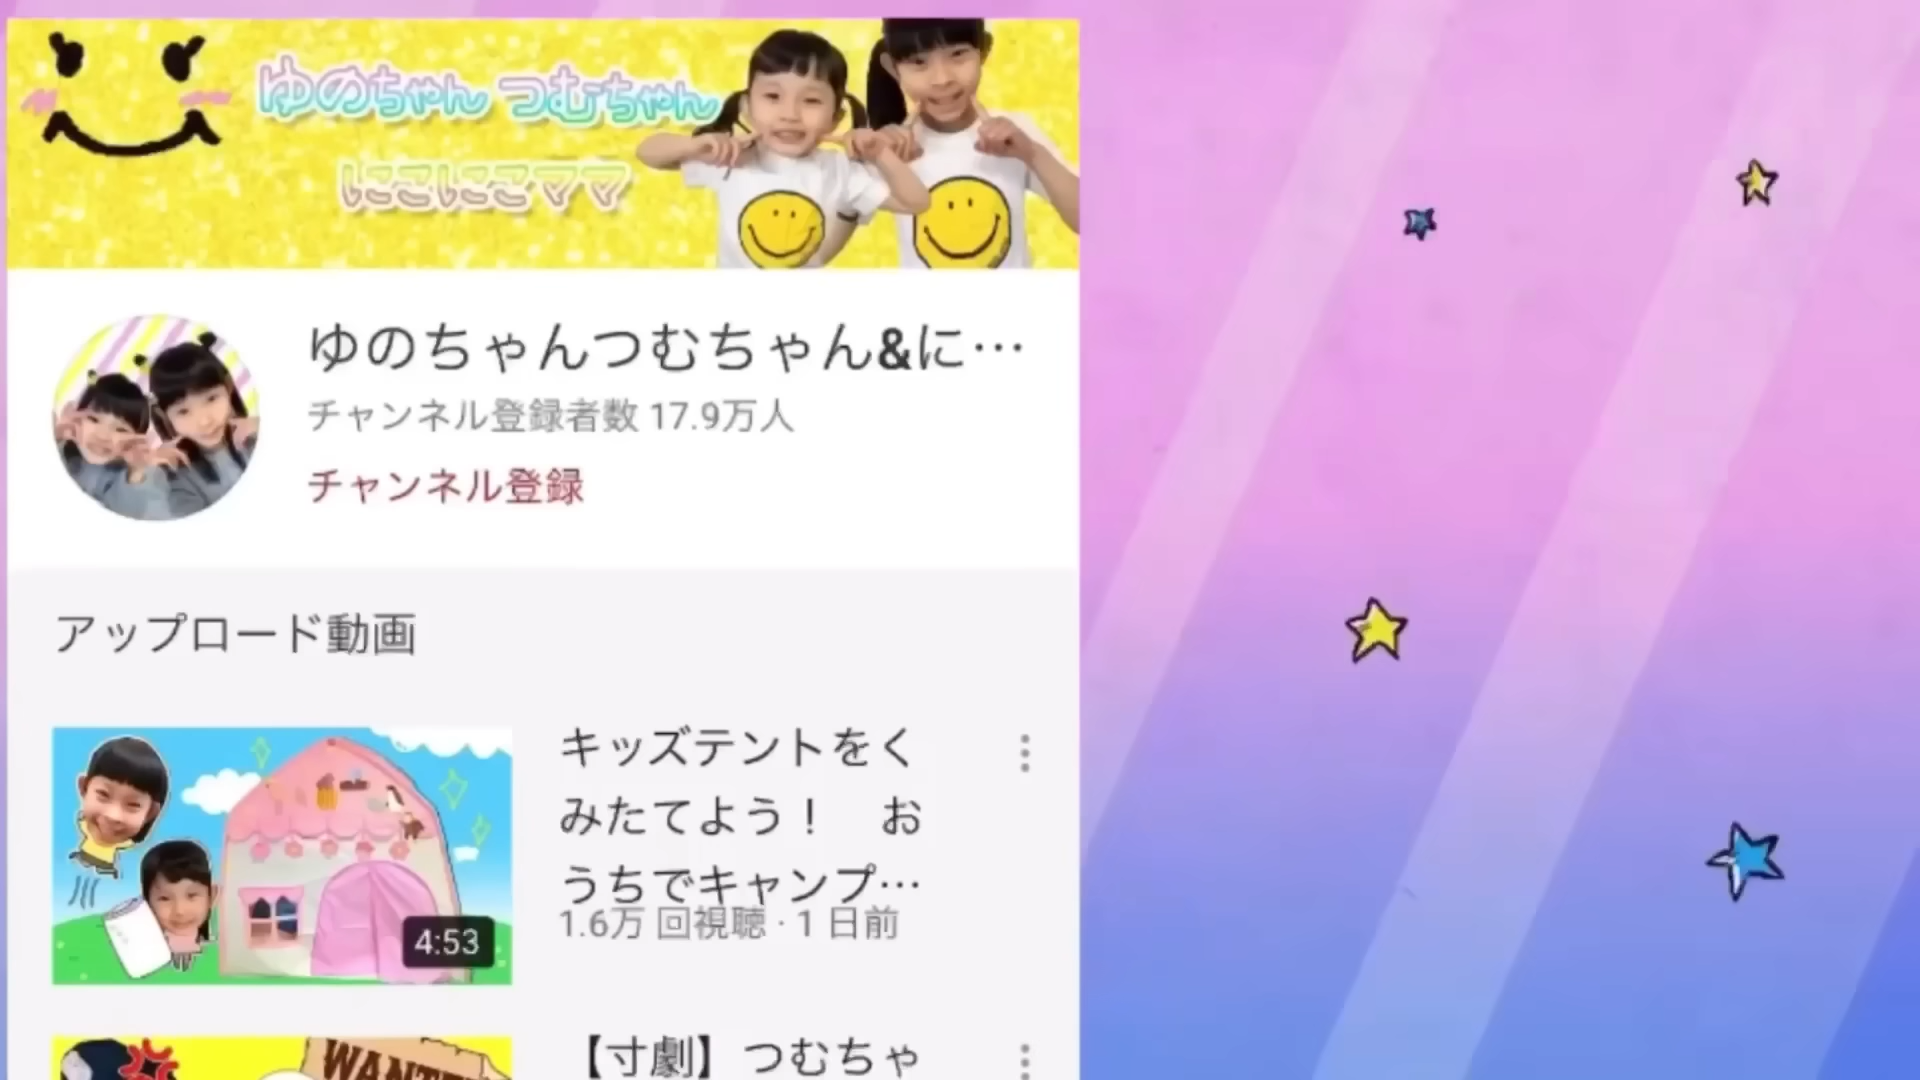 ゆのちゃん つむちゃん
にこにこママ
ゆのちゃんつむちゃん&に…
チャンネル登録者数 17.9万人
チャンネル登録
アップロード動画
キッズテントをく
みたてよう！ お
うちでキャンプ…
1.6万 回視聴・1 日前
4:53
【寸劇】つむちゃ